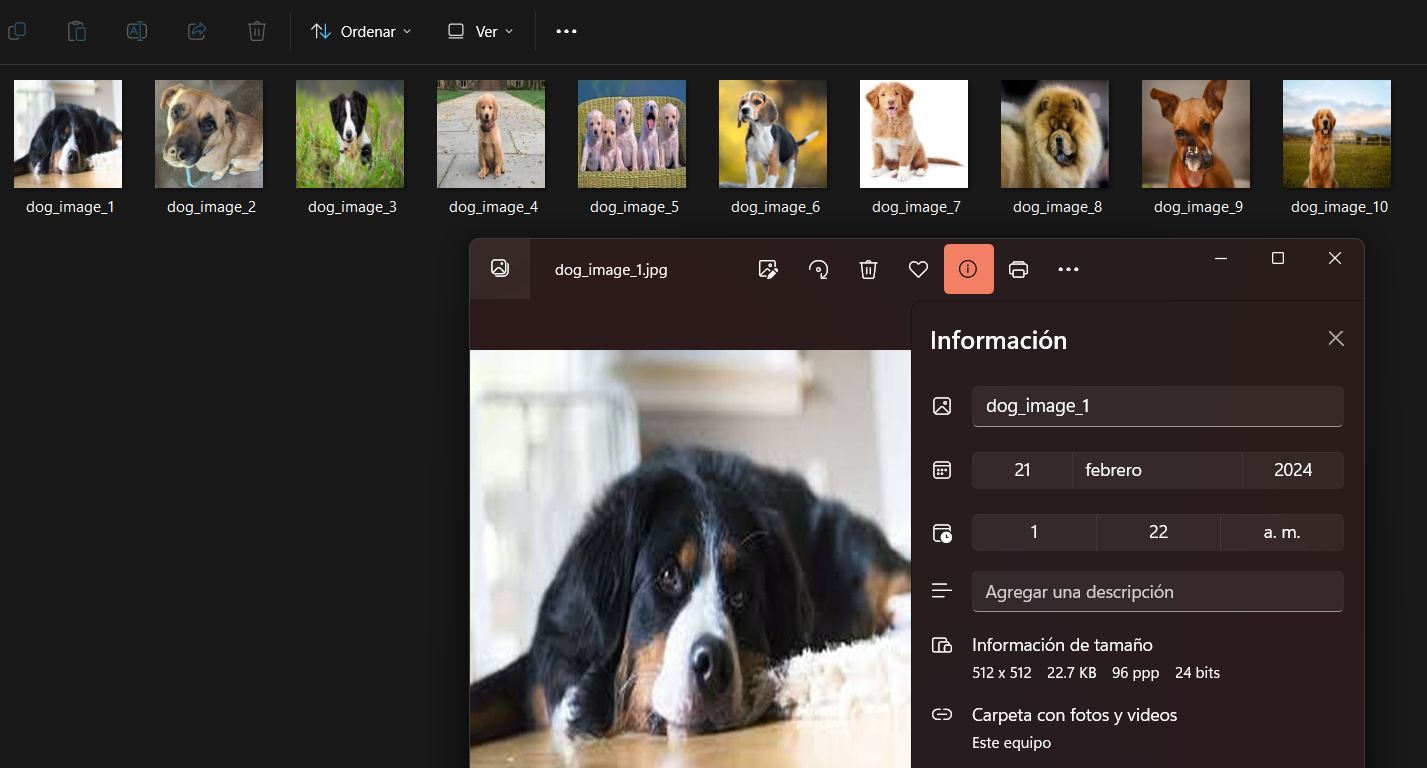 Ordenar
Ver
dog_image_1
dog_image_2
dog_image_3
dog_image_4
dog_image_5
dog_image_6
dog_image_7
dog_image_8
dog_image_9
dog_image_10
dog_image_1.jpg
Información
dog_image_1
21 febrero 2024
1 22 a. m.
Agregar una descripción
Información de tamaño
512 x 512 22.7 KB 96 ppp 24 bits
Carpeta con fotos y videos
Este equipo